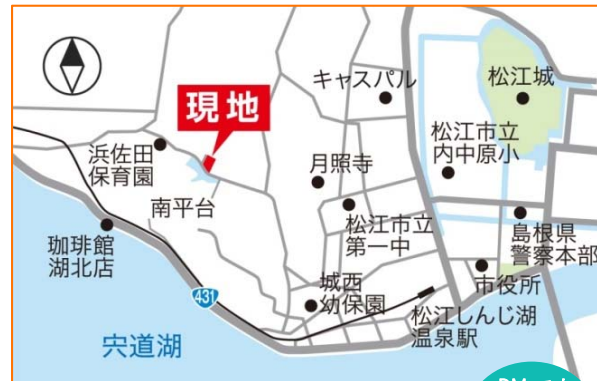 キャスパル
松江城
現地
松江市立
内中原小
浜佐田
保育園
月照寺
南平台
松江市立
第一中
島根県
警察本部
珈琲館
湖北店
城西
幼保園
市役所
431
松江しんじ湖
温泉駅
宍道湖